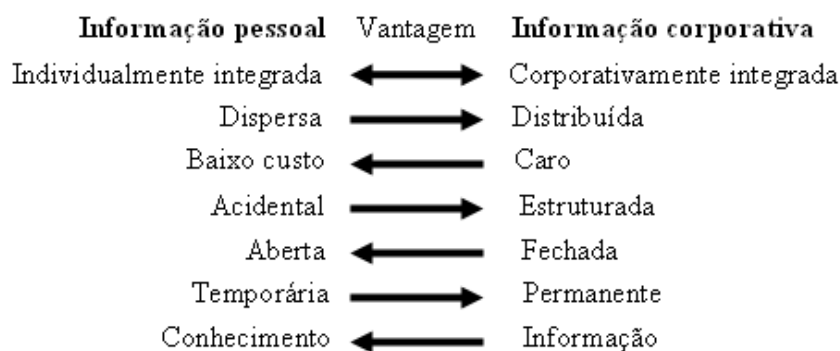 Informação pessoal Vantagem Informação corporativa
Individualmente integrada Corporativamente integrada
Dispersa Distribuída
Baixo custo Caro
Acidental Estruturada
Aberta Fechada
Temporária Permanente
Conhecimento Informação